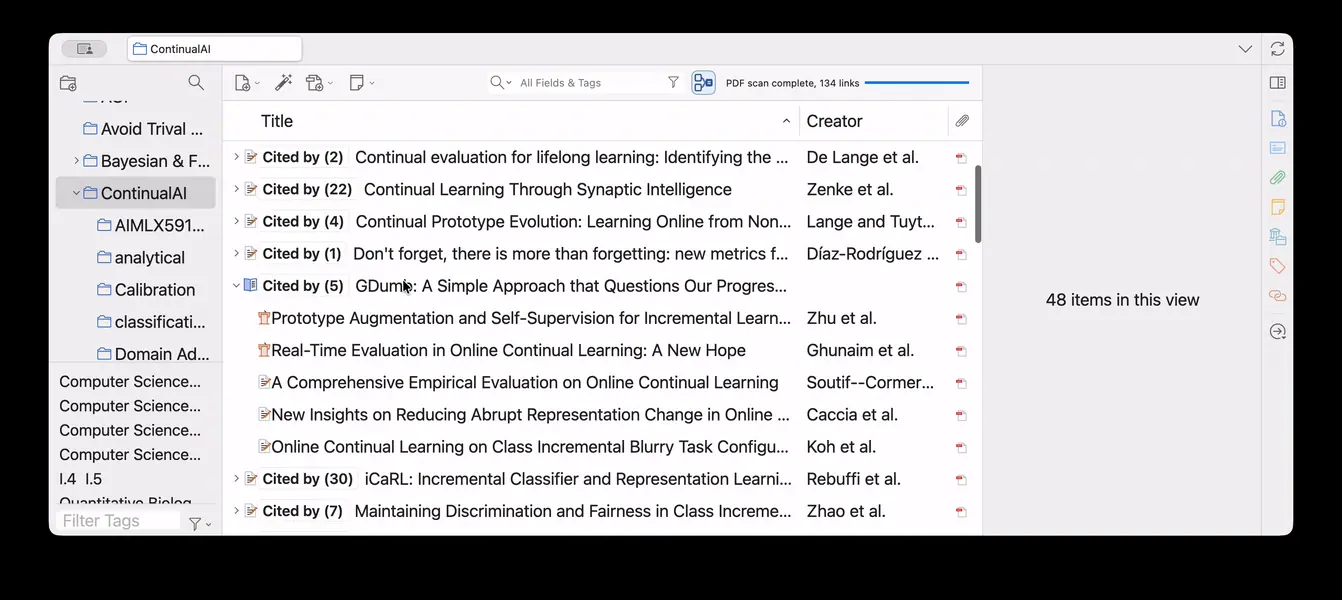 ContinualAI
All Fields & Tags
PDF scan complete, 134 links
Avoid Trival ...
Bayesian & F...
ContinualAI
AIMLX591...
analytical
Calibration
classificati...
Domain Ad...
Computer Science...
Computer Science...
Computer Science...
Computer Science...
I.4 I.5
Quantitative Biolog
Filter Tags
Title Creator
Cited by (2) Continual evaluation for lifelong learning: Identifying the ... De Lange et al.
Cited by (22) Continual Learning Through Synaptic Intelligence Zenke et al.
Cited by (4) Continual Prototype Evolution: Learning Online from Non... Lange and Tuyt...
Cited by (1) Don't forget, there is more than forgetting: new metrics f... Díaz-Rodríguez ...
Cited by (5) GDumb: A Simple Approach that Questions Our Progres...
Prototype Augmentation and Self-Supervision for Incremental Learn... Zhu et al.
Real-Time Evaluation in Online Continual Learning: A New Hope Ghunaim et al.
A Comprehensive Empirical Evaluation on Online Continual Learning Soutif--Cormer...
New Insights on Reducing Abrupt Representation Change in Online ... Caccia et al.
Online Continual Learning on Class Incremental Blurry Task Configu... Koh et al.
Cited by (30) iCaRL: Incremental Classifier and Representation Learni... Rebuffi et al.
Cited by (7) Maintaining Discrimination and Fairness in Class Increme... Zhao et al.
48 items in this view